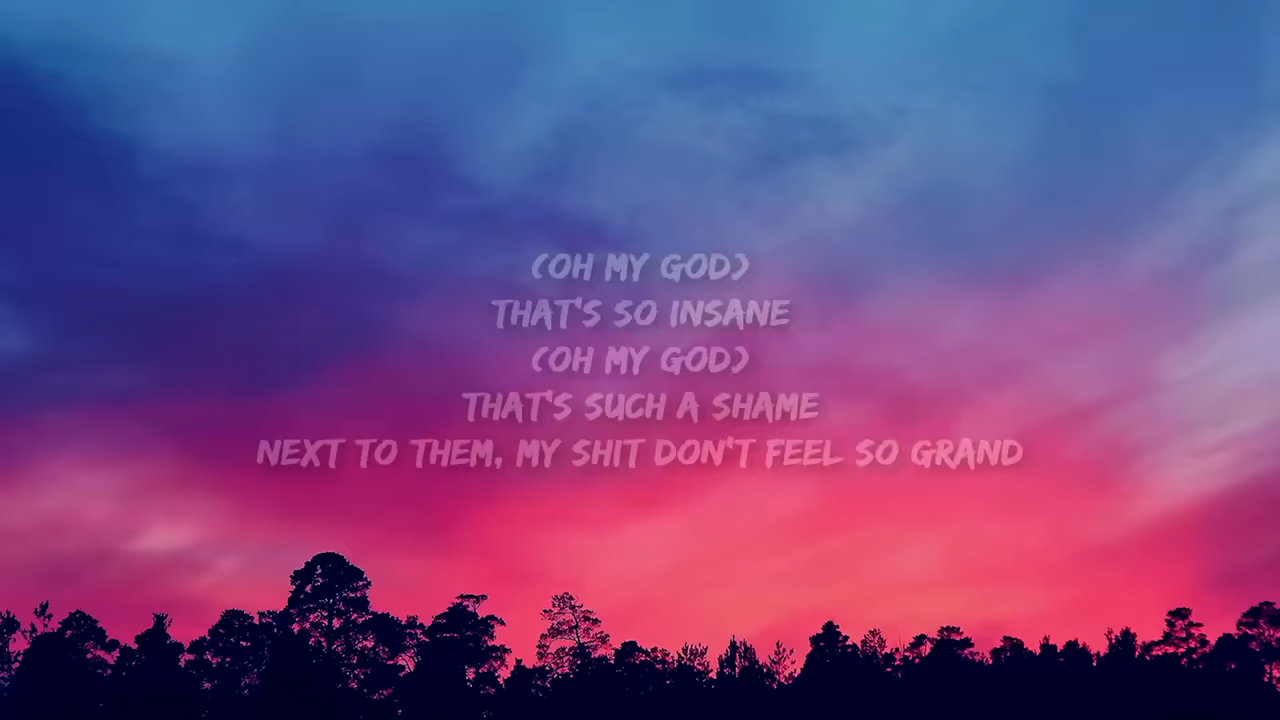 (OH MY GOD)
THAT'S SO INSANE
(OH MY GOD)
THAT'S SUCH A SHAME
NEXT TO THEM, MY SHIT DON'T FEEL SO GRAND